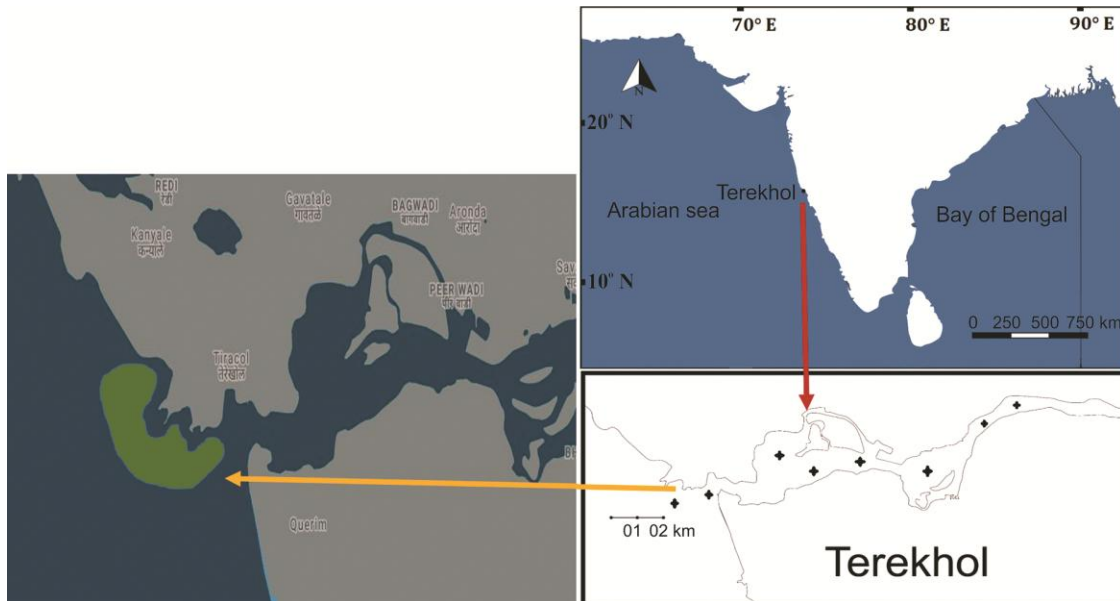 70° E 80° E 90° E
N
20° N
Terekhol
Arabian sea
Bay of Bengal
10° N
0 250 500 750 km
REDI
रेडी
Gavatale
गावतळे
BAGWADI
बागवाडी
Aronda
आरोंदा
Kanyale
कन्याले
PEER WADI
पीर वाडी
Tiracol
तेरेखोल
Querim
01 02 km
Terekhol